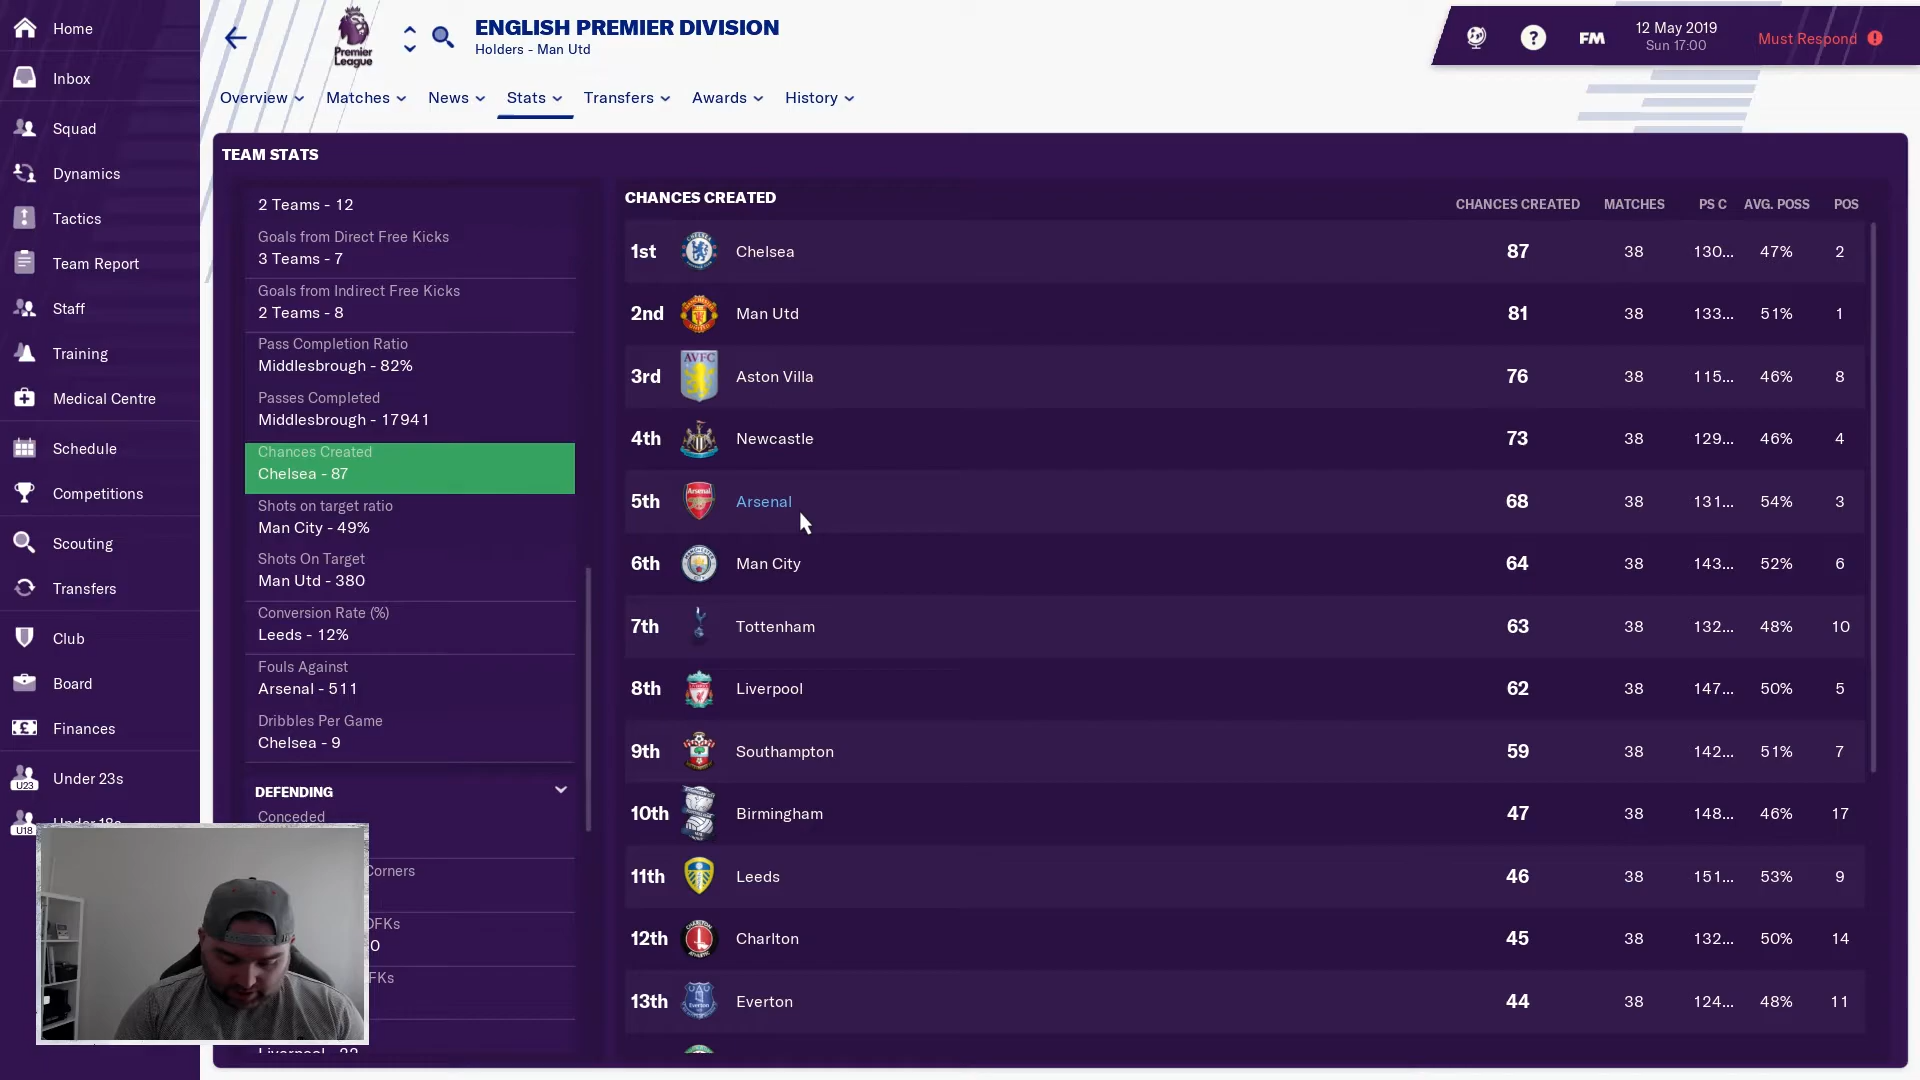 Home
Inbox
Squad
Dynamics
Tactics
Team Report
Staff
Training
Medical Centre
Schedule
Competitions
Scouting
Transfers
Club
Board
Finances
U23 Under 23s
U18
Premier League
ENGLISH PREMIER DIVISION
Holders - Man Utd
FM
12 May 2019
Sun 17:00
Must Respond
Overview Matches News Stats Transfers Awards History
TEAM STATS
2 Teams - 12
Goals from Direct Free Kicks
3 Teams - 7
Goals from Indirect Free Kicks
2 Teams - 8
Pass Completion Ratio
Middlesbrough - 82%
Passes Completed
Middlesbrough - 17941
Chances Created
Chelsea - 87
Shots on target ratio
Man City - 49%
Shots On Target
Man Utd - 380
Conversion Rate (%)
Leeds - 12%
Fouls Against
Arsenal - 511
Dribbles Per Game
Chelsea - 9
DEFENDING
Conceded
Corners
FKs
CHANCES CREATED
CHANCES CREATED MATCHES PS C AVG. POSS POS
1st Chelsea 87 38 130... 47% 2
2nd Man Utd 81 38 133... 51% 1
3rd AVFC Aston Villa 76 38 115... 46% 8
4th Newcastle 73 38 129... 46% 4
5th Arsenal Arsenal 68 38 131... 54% 3
6th Man City 64 38 143... 52% 6
7th Tottenham 63 38 132... 48% 10
8th Liverpool 62 38 147... 50% 5
9th Southampton 59 38 142... 51% 7
10th Birmingham 47 38 148... 46% 17
11th Leeds 46 38 151... 53% 9
12th Charlton 45 38 132... 50% 14
13th Everton Everton 44 38 124... 48% 11